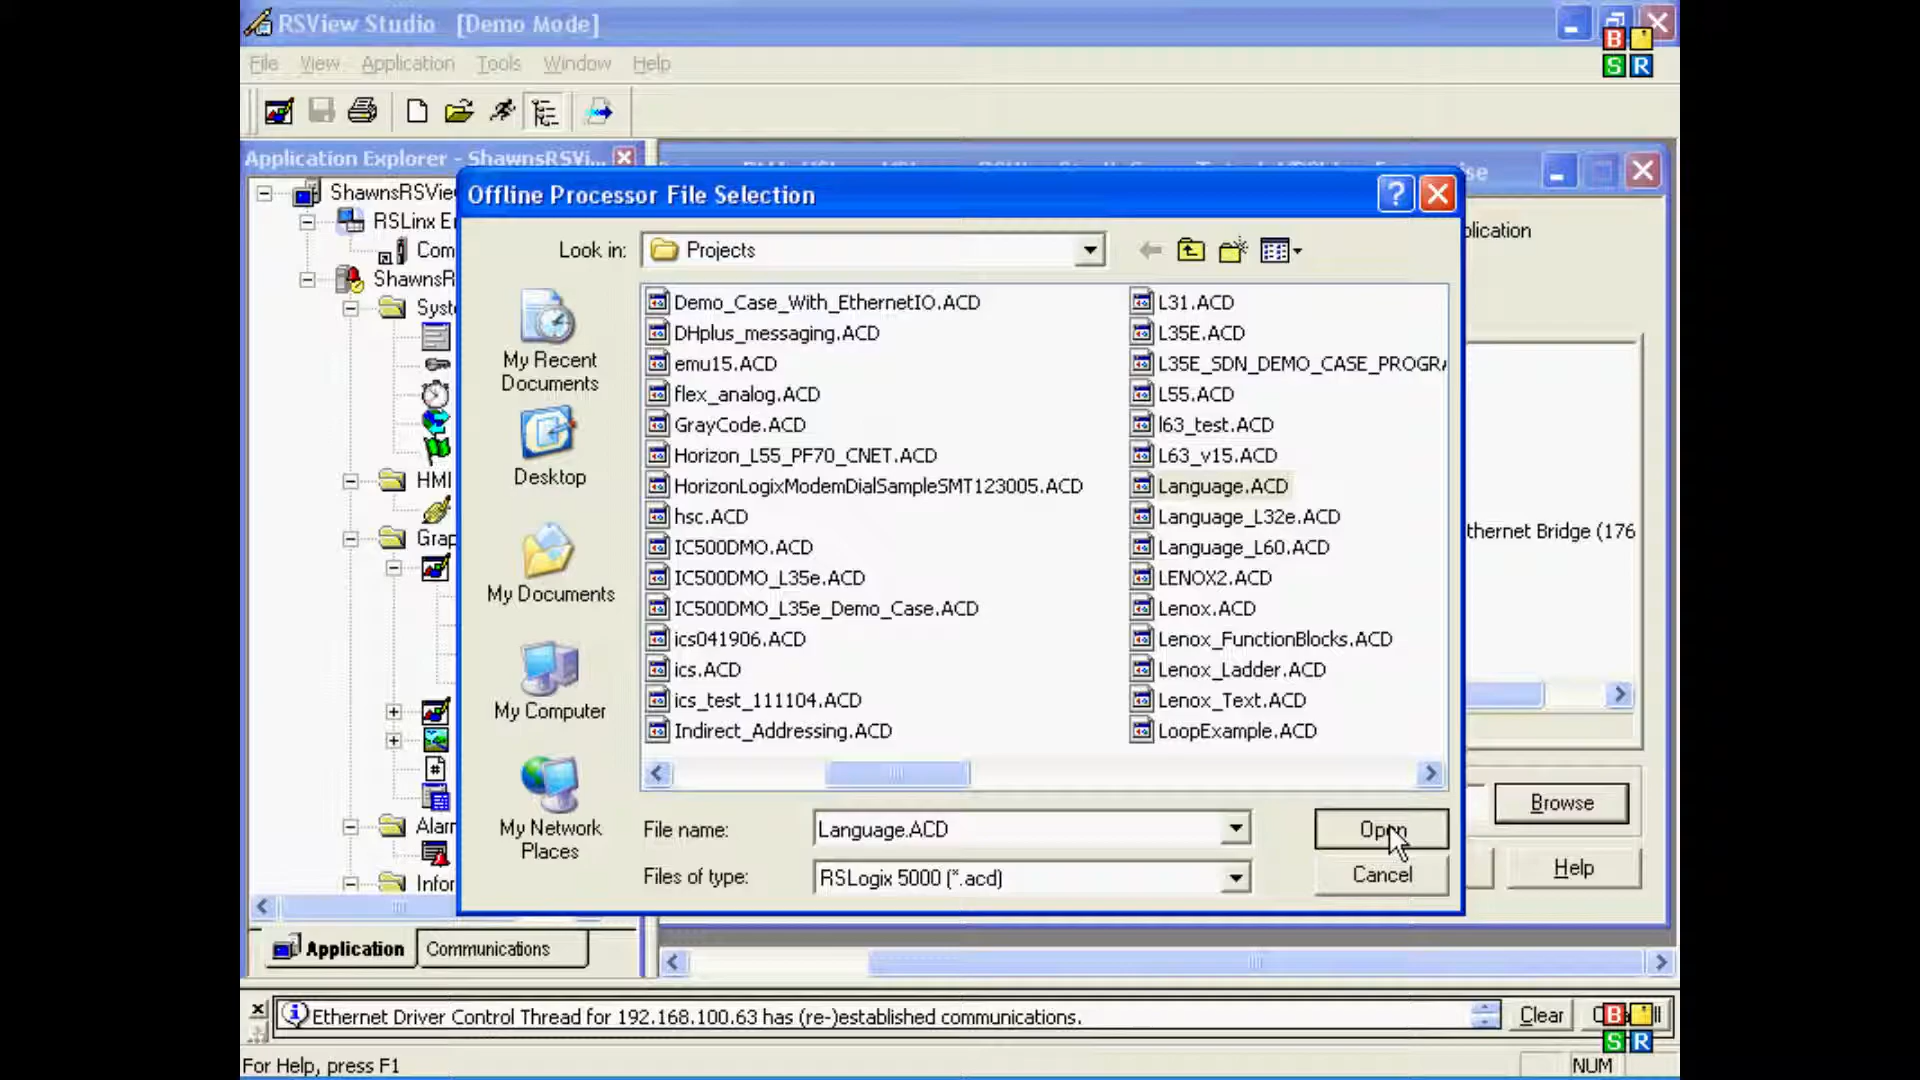 RSView Studio [Demo Mode]
B
S R
File View Application Tools Window Help
Application Explorer - ShawnsRSVi...
se
Offline Processor File Selection
ShawnsRSVie
RSLinx E
Com
ShawnsR
Syst
HMI
Grap
Alarr
Infor
plication
Look in: Projects
My Recent
Documents
Desktop
My Documents
My Computer
My Network
Places
Demo_Case_With_EthernetIO.ACD
DHplus_messaging.ACD
emu15.ACD
flex_analog.ACD
GrayCode.ACD
Horizon_L55_PF70_CNET.ACD
HorizonLogixModemDialSampleSMT123005.ACD
hsc.ACD
IC500DMO.ACD
IC500DMO_L35e.ACD
IC500DMO_L35e_Demo_Case.ACD
ics041906.ACD
ics.ACD
ics_test_111104.ACD
Indirect_Addressing.ACD
L31.ACD
L35E.ACD
L35E_SDN_DEMO_CASE_PROGRA
L55.ACD
l63_test.ACD
L63_v15.ACD
Language.ACD
Language_L32e.ACD
Language_L60.ACD
LENOX2.ACD
Lenox.ACD
Lenox_FunctionBlocks.ACD
Lenox_Ladder.ACD
Lenox_Text.ACD
LoopExample.ACD
thernet Bridge (176
Browse
File name: Language.ACD Open
Files of type: RSLogix 5000 (*.acd) Cancel
Help
Application Communications
Ethernet Driver Control Thread for 192.168.100.63 has (re-)established communications. Clear
B
S R
For Help, press F1 NUM